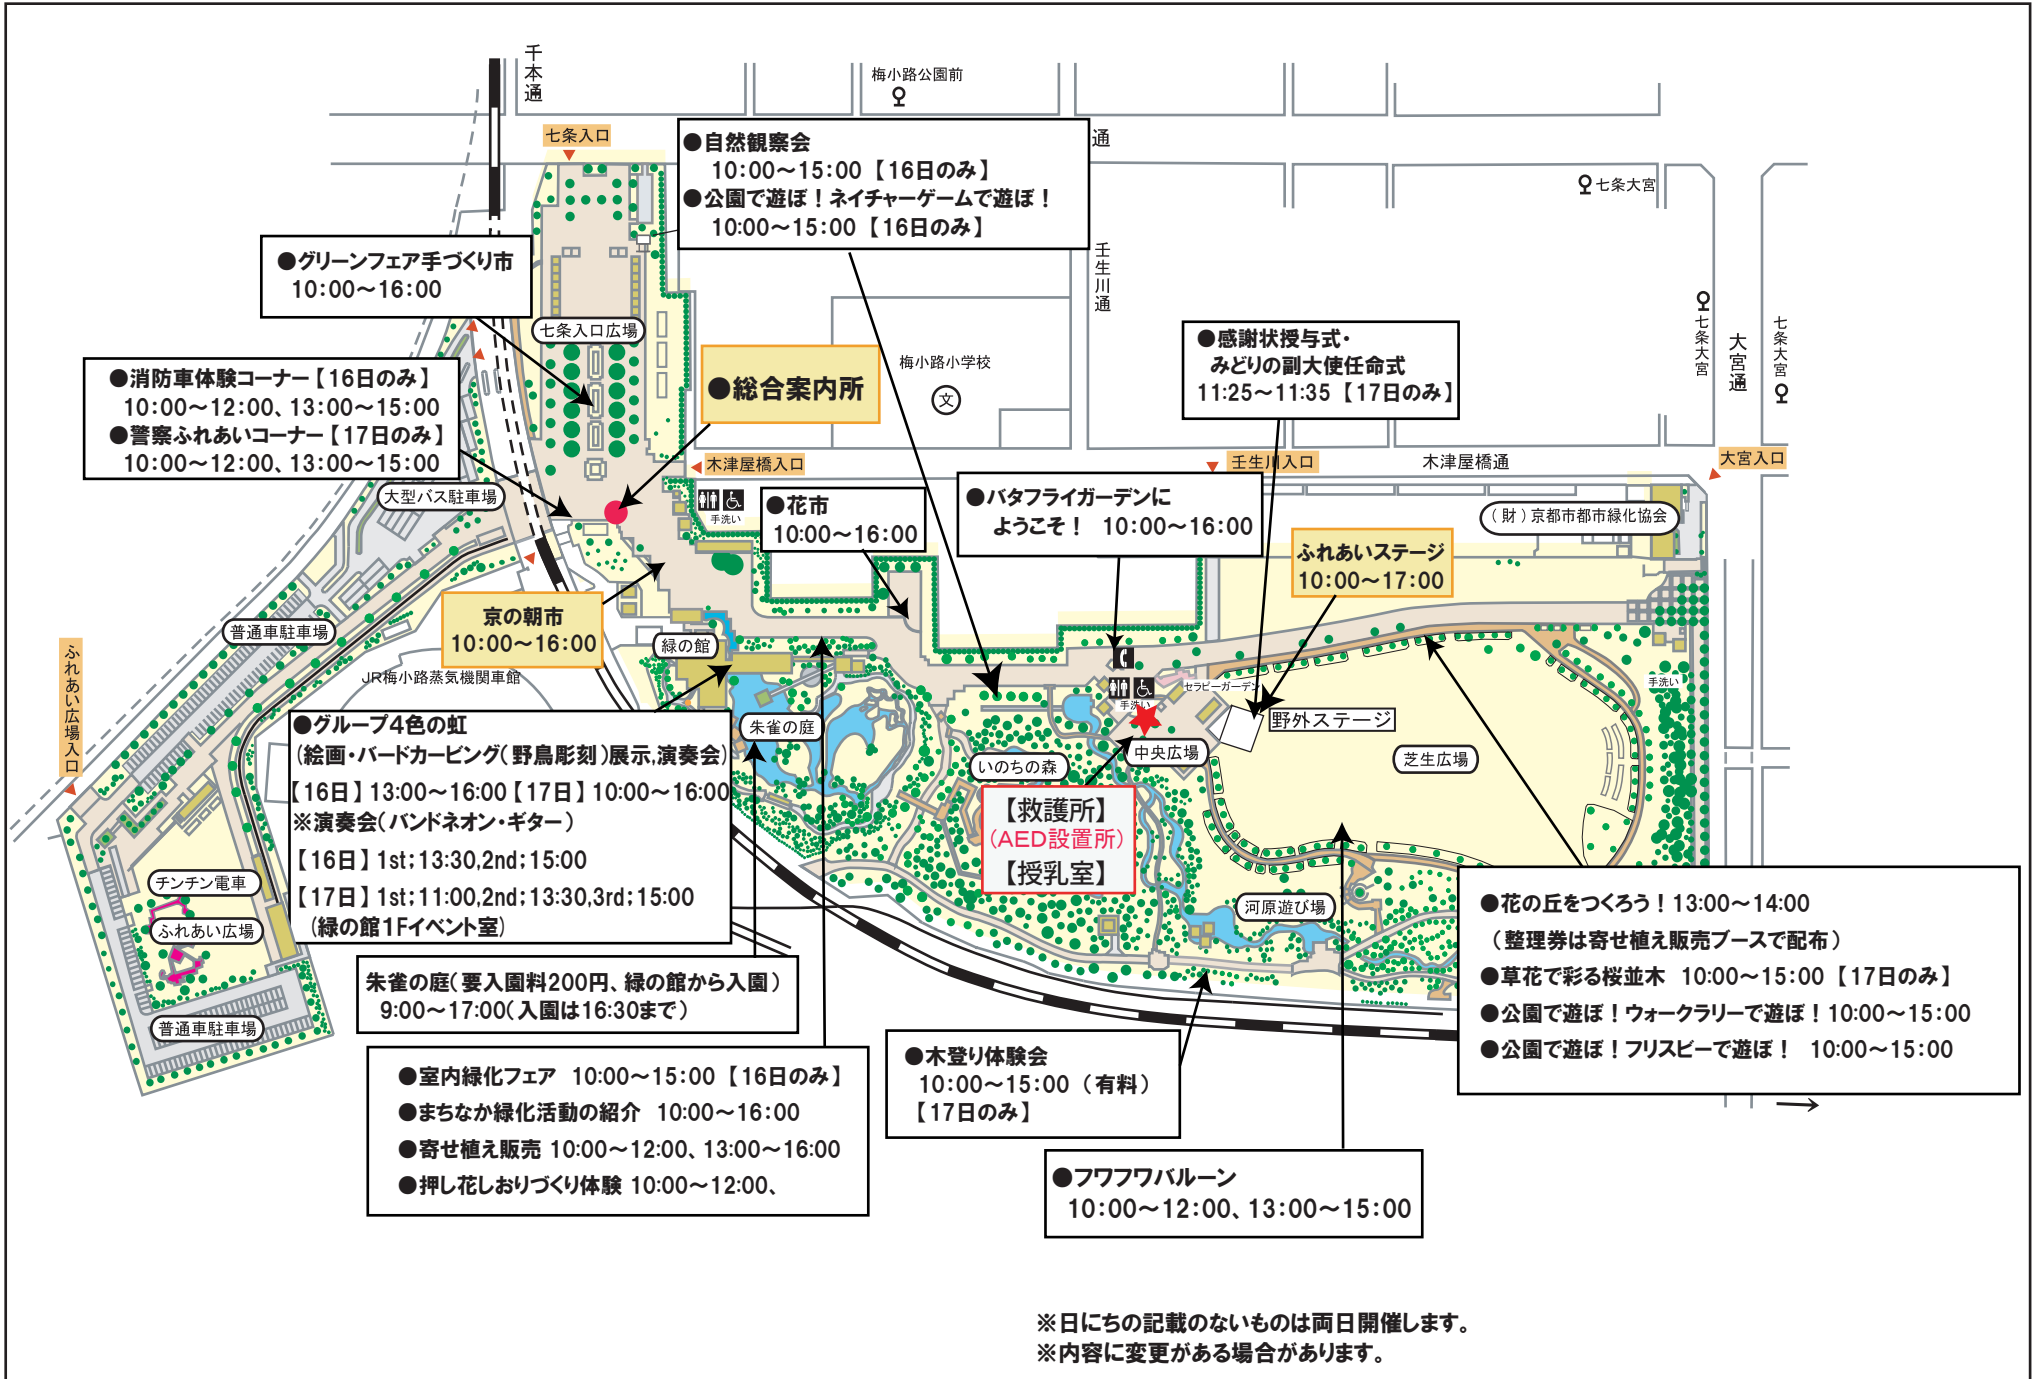 千本通
梅小路公園前
七条入口
通
●自然観察会
10:00～15:00 【16日のみ】
●公園で遊ぼ！ネイチャーゲームで遊ぼ！
10:00～15:00 【16日のみ】
七条大宮
●グリーンフェア手づくり市
10:00～16:00
壬生川通
七条入口広場
七条大宮
大宮通
七条大宮
●感謝状授与式・
みどりの副大使任命式
11:25～11:35 【17日のみ】
梅小路小学校
文
●総合案内所
●消防車体験コーナー【16日のみ】
10:00～12:00、13:00～15:00
●警察ふれあいコーナー【17日のみ】
10:00～12:00、13:00～15:00
木津屋橋入口
壬生川入口
木津屋橋通
大宮入口
大型バス駐車場
手洗い
●花市
10:00～16:00
●バタフライガーデンに
ようこそ！ 10:00～16:00
（財）京都市都市緑化協会
ふれあいステージ
10:00～17:00
京の朝市
10:00～16:00
普通車駐車場
緑の館
JR梅小路蒸気機関車館
ふれあい広場入口
セラピーガーデン
手洗い
手洗い
野外ステージ
朱雀の庭
中央広場
芝生広場
いのちの森
●グループ4色の虹
(絵画・バードカービング(野鳥彫刻)展示,演奏会)
【16日】13:00～16:00【17日】10:00～16:00
※演奏会(バンドネオン・ギター)
【16日】1st;13:30,2nd;15:00
【17日】1st;11:00,2nd;13:30,3rd;15:00
(緑の館1Fイベント室)
【救護所】
(AED設置所)
【授乳室】
チンチン電車
ふれあい広場
普通車駐車場
河原遊び場
●花の丘をつくろう！13:00～14:00
（整理券は寄せ植え販売ブースで配布）
●草花で彩る桜並木 10:00～15:00 【17日のみ】
●公園で遊ぼ！ウォークラリーで遊ぼ！10:00～15:00
●公園で遊ぼ！フリスビーで遊ぼ！ 10:00～15:00
朱雀の庭(要入園料200円、緑の館から入園)
9:00～17:00(入園は16:30まで)
●室内緑化フェア 10:00～15:00 【16日のみ】
●まちなか緑化活動の紹介 10:00～16:00
●寄せ植え販売 10:00～12:00、13:00～16:00
●押し花しおりづくり体験 10:00～12:00、
●木登り体験会
10:00～15:00 （有料）
【17日のみ】
●フワフワバルーン
10:00～12:00、13:00～15:00
※日にちの記載のないものは両日開催します。
※内容に変更がある場合があります。